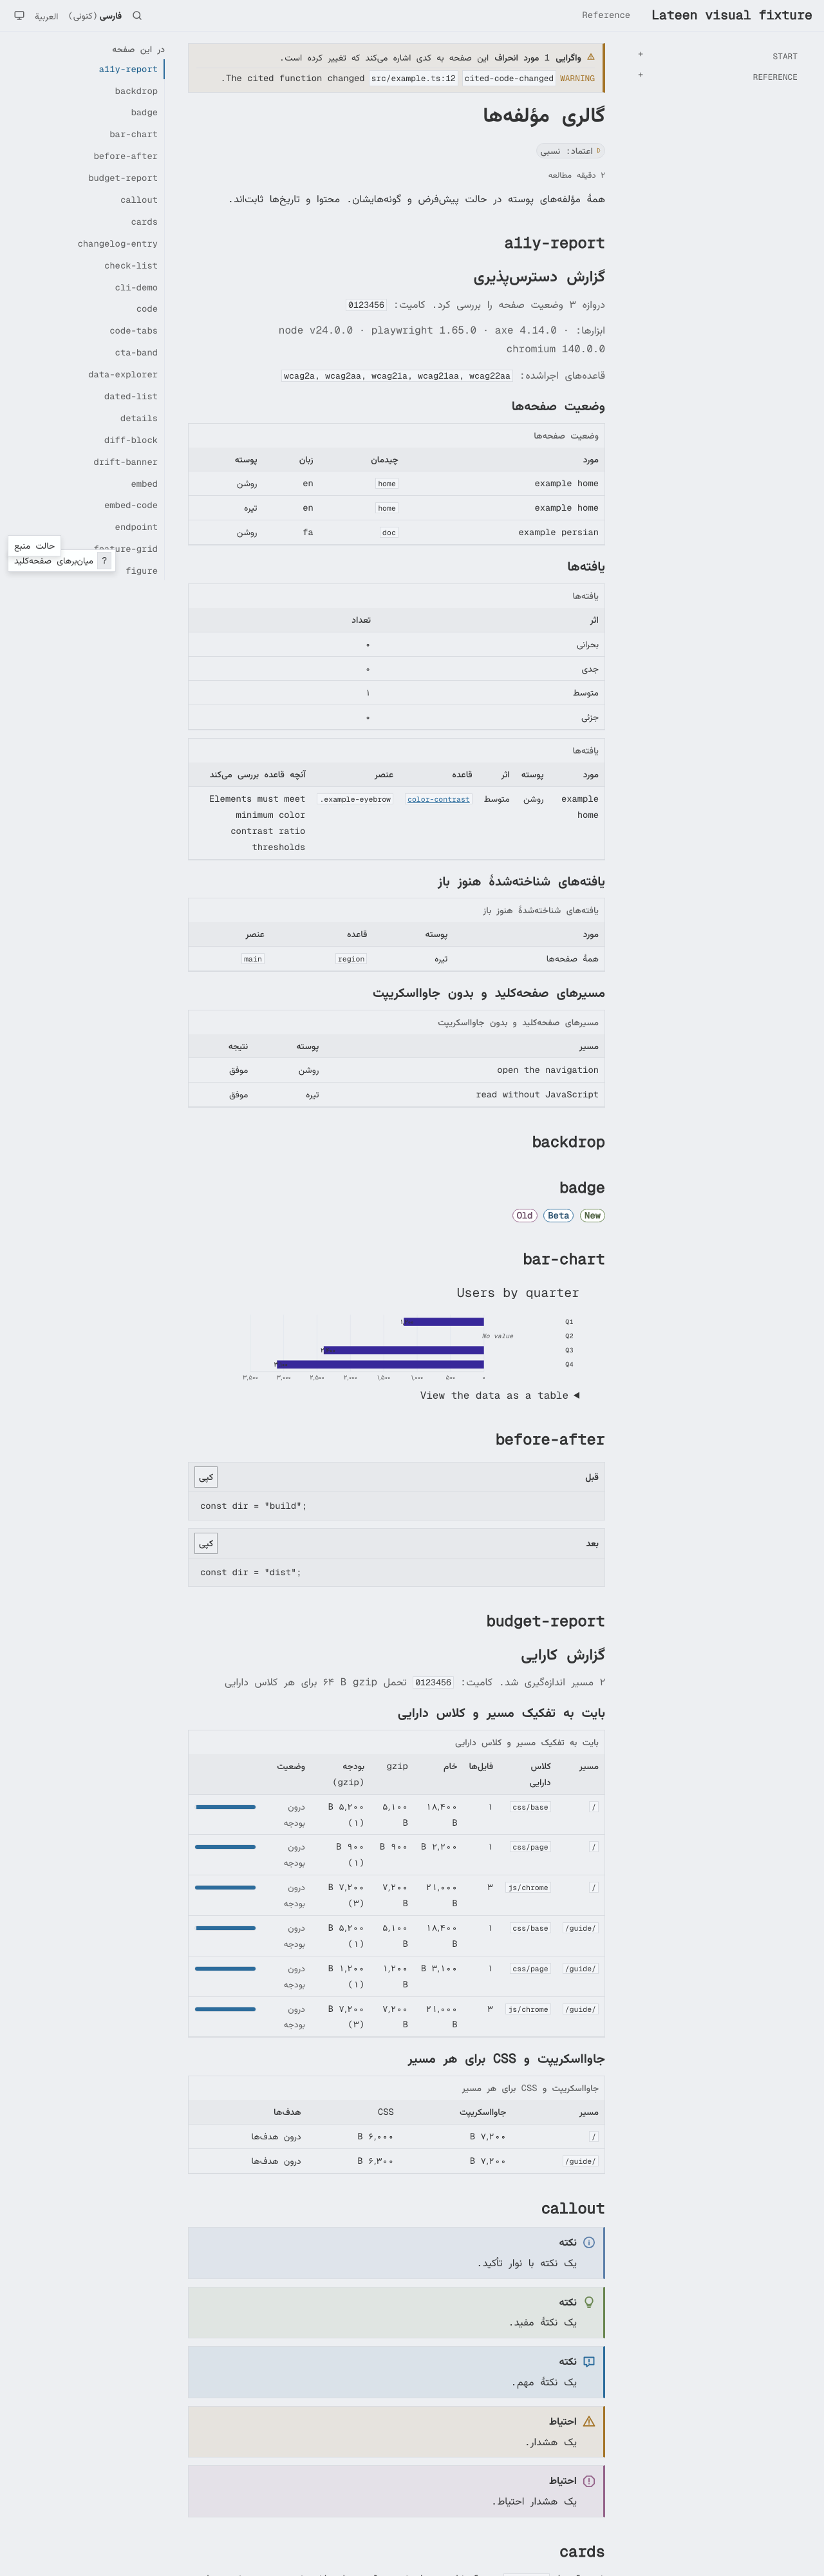 Lateen visual fixture
Reference
فارسی (کنونی)
العربية
START
+
REFERENCE
+
واگرایی 1 مورد انحراف این صفحه به کدی اشاره می‌کند که تغییر کرده است.
WARNING cited-code-changed src/example.ts:12 The cited function changed.
گالری مؤلفه‌ها
اعتماد: نسبی
۲ دقیقه مطالعه
همهٔ مؤلفه‌های پوسته در حالت پیش‌فرض و گونه‌هایشان. محتوا و تاریخ‌ها ثابت‌اند.
a11y-report
گزارش دسترس‌پذیری
دروازه ۳ وضعیت صفحه را بررسی کرد. کامیت: 0123456
ابزارها: node v24.0.0 · playwright 1.65.0 · axe 4.14.0 ·
chromium 140.0.0
قاعده‌های اجراشده: wcag2a, wcag2aa, wcag21a, wcag21aa, wcag22aa
وضعیت صفحه‌ها
وضعیت صفحه‌ها
مورد چیدمان زبان پوسته
example home home en روشن
example home home en تیره
example persian doc fa روشن
یافته‌ها
یافته‌ها
اثر تعداد
بحرانی ۰
جدی ۰
متوسط ۱
جزئی ۰
یافته‌ها
مورد پوسته اثر قاعده عنصر آنچه قاعده بررسی می‌کند
example home روشن متوسط color-contrast .example-eyebrow Elements must meet
minimum color
contrast ratio
thresholds
یافته‌های شناخته‌شدهٔ هنوز باز
یافته‌های شناخته‌شدهٔ هنوز باز
مورد پوسته قاعده عنصر
همهٔ صفحه‌ها تیره region main
مسیرهای صفحه‌کلید و بدون جاوااسکریپت
مسیرهای صفحه‌کلید و بدون جاوااسکریپت
مسیر پوسته نتیجه
open the navigation روشن موفق
read without JavaScript تیره موفق
backdrop
badge
New Beta Old
bar-chart
Users by quarter
Q1
Q2 No value
Q3
Q4
۰ ۵۰۰ ۱٬۰۰۰ ۱٬۵۰۰ ۲٬۰۰۰ ۲٬۵۰۰ ۳٬۰۰۰ ۳٬۵۰۰
View the data as a table
before-after
قبل کپی
const dir = "build";
بعد کپی
const dir = "dist";
budget-report
گزارش کارایی
۲ مسیر اندازه‌گیری شد. کامیت: 0123456 تحمل ۶۴ B gzip برای هر کلاس دارایی
بایت به تفکیک مسیر و کلاس دارایی
بایت به تفکیک مسیر و کلاس دارایی
مسیر کلاس دارایی فایل‌ها خام gzip بودجه (gzip) وضعیت
/ css/base ۱ ۱۸٬۴۰۰ B ۵٬۱۰۰ B ۵٬۲۰۰ B (۱) درون بودجه
/ css/page ۱ ۲٬۲۰۰ B ۹۰۰ B ۹۰۰ B (۱) درون بودجه
/ js/chrome ۳ ۲۱٬۰۰۰ B ۷٬۲۰۰ B ۷٬۲۰۰ B (۳) درون بودجه
/guide/ css/base ۱ ۱۸٬۴۰۰ B ۵٬۱۰۰ B ۵٬۲۰۰ B (۱) درون بودجه
/guide/ css/page ۱ ۳٬۱۰۰ B ۱٬۲۰۰ B ۱٬۲۰۰ B (۱) درون بودجه
/guide/ js/chrome ۳ ۲۱٬۰۰۰ B ۷٬۲۰۰ B ۷٬۲۰۰ B (۳) درون بودجه
جاوااسکریپت و CSS برای هر مسیر
جاوااسکریپت و CSS برای هر مسیر
مسیر جاوااسکریپت CSS هدف‌ها
/ ۷٬۲۰۰ B ۶٬۰۰۰ B درون هدف‌ها
/guide/ ۷٬۲۰۰ B ۶٬۳۰۰ B درون هدف‌ها
callout
نکته
یک نکته با نوار تأکید.
نکته
یک نکتهٔ مفید.
نکته
یک نکتهٔ مهم.
احتیاط
یک هشدار.
احتیاط
یک هشدار احتیاط.
cards
در این صفحه
a11y-report
backdrop
badge
bar-chart
before-after
budget-report
callout
cards
changelog-entry
check-list
cli-demo
code
code-tabs
cta-band
data-explorer
dated-list
details
diff-block
drift-banner
embed
embed-code
endpoint
feature-grid
figure
حالت منبع
? میان‌برهای صفحه‌کلید